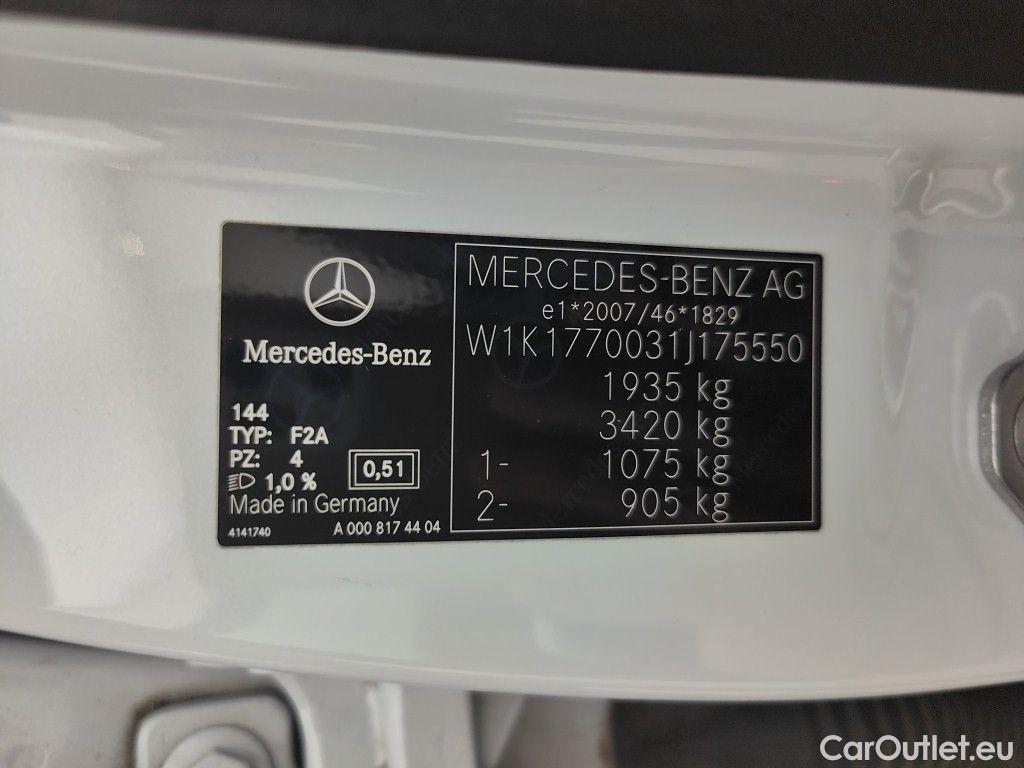 Mercedes-Benz
144
TYP: F2A
PZ: 4
1,0 %
0,51
Made in Germany
4141740 A 000 817 44 04
MERCEDES-BENZ AG
e1*2007/46*1829
W1K1770031J175550
1935 kg
3420 kg
1- 1075 kg
2- 905 kg
CarOutlet.eu